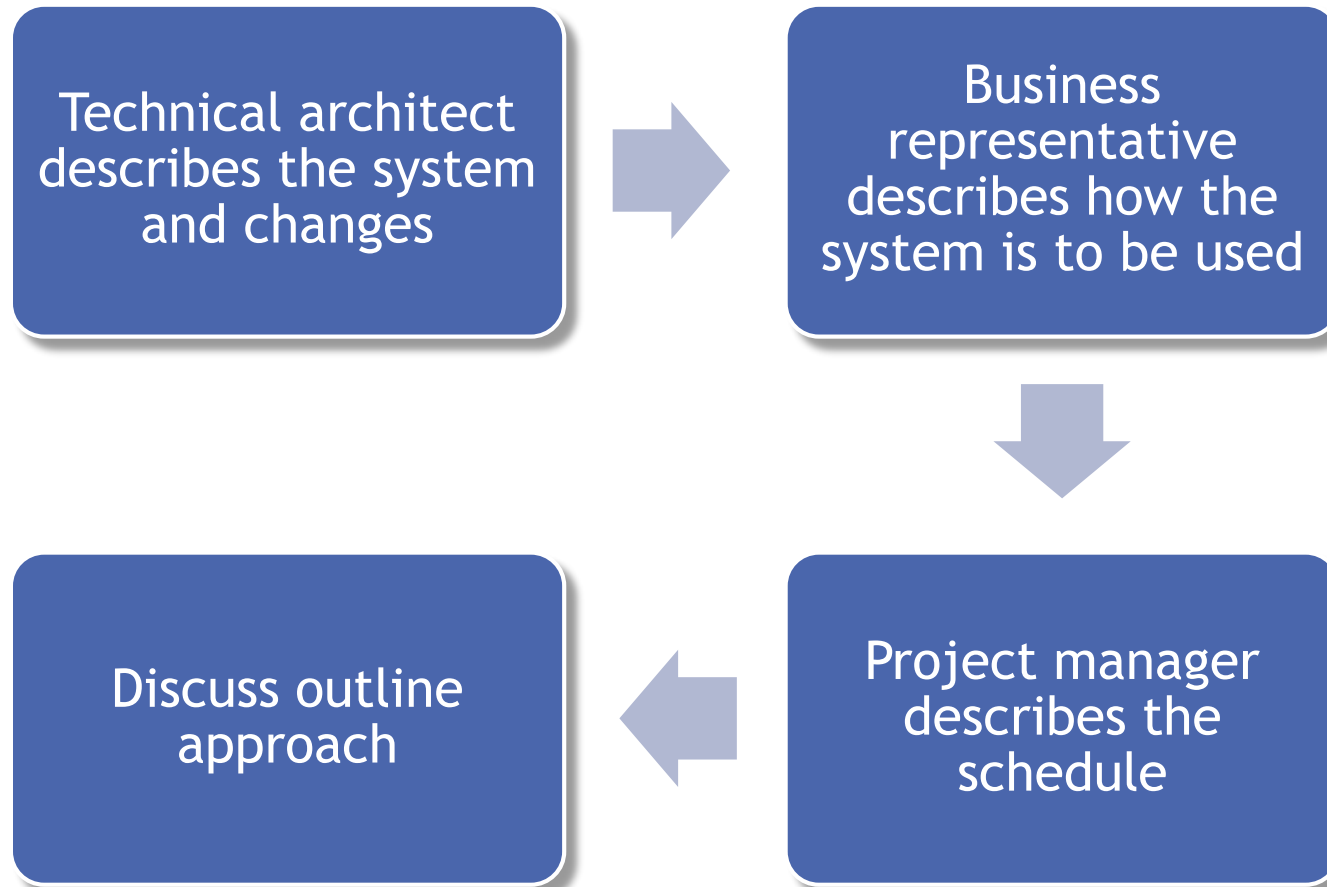 Technical architect
describes the system
and changes
Business
representative
describes how the
system is to be used
Project manager
describes the
schedule
Discuss outline
approach